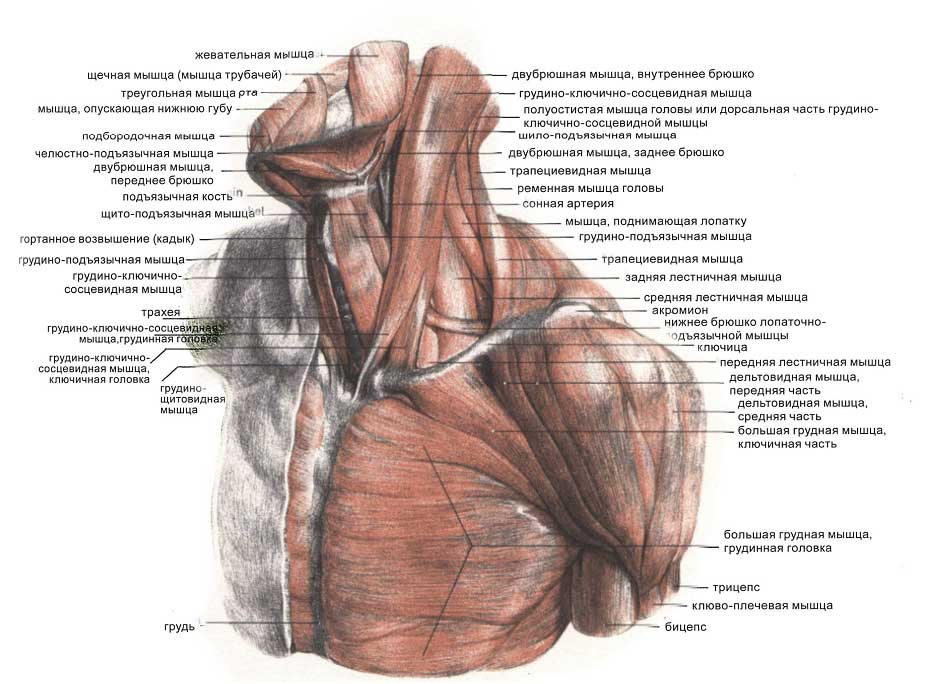 жевательная мышца
щечная мышца (мышца трубачей)
треугольная мышца рта
мышца, опускающая нижнюю губу
подбородочная мышца
челюстно-подъязычная мышца
двубрюшная мышца,
переднее брюшко
подъязычная кость
щито-подъязычная мышца
гортанное возвышение (кадык)
грудино-подъязычная мышца
грудино-ключично-
сосцевидная мышца
трахея
грудино-ключично-сосцевидная
мышца,грудинная головка
грудино-ключично-
сосцевидная мышца,
ключичная головка
грудино-
щитовидная
мышца
грудь
двубрюшная мышца, внутреннее брюшко
грудино-ключично-сосцевидная мышца
полуостистая мышца головы или дорсальная часть грудино-
ключично-сосцевидной мышцы
шило-подъязычная мышца
двубрюшная мышца, заднее брюшко
трапециевидная мышца
ременная мышца головы
сонная артерия
мышца, поднимающая лопатку
грудино-подъязычная мышца
трапециевидная мышца
задняя лестничная мышца
средняя лестничная мышца
акромион
нижнее брюшко лопаточно-
подъязычной мышцы
ключица
передняя лестничная мышца
дельтовидная мышца,
передняя часть
дельтовидная мышца,
средняя часть
большая грудная мышца,
ключичная часть
большая грудная мышца,
грудинная головка
трицепс
клюво-плечевая мышца
бицепс